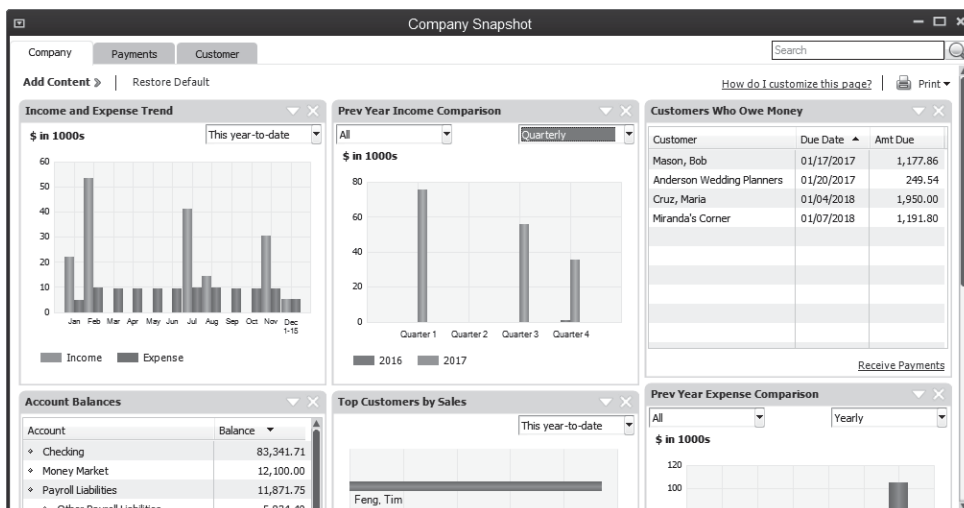 Company Snapshot
Company Payments Customer
Search
Add Content Restore Default
How do I customize this page? Print
Income and Expense Trend
$ in 1000s This year-to-date
60
50
40
30
20
10
0
Jan Feb Mar Apr May Jun Jul Aug Sep Oct Nov Dec
1-15
Income Expense
Prev Year Income Comparison
All Quarterly
$ in 1000s
80
60
40
20
0
Quarter 1 Quarter 2 Quarter 3 Quarter 4
2016 2017
Customers Who Owe Money
Customer Due Date Amt Due
Mason, Bob 01/17/2017 1,177.86
Anderson Wedding Planners 01/20/2017 249.54
Cruz, Maria 01/04/2018 1,950.00
Miranda's Corner 01/07/2018 1,191.80
Receive Payments
Account Balances
Account Balance
Checking 83,341.71
Money Market 12,100.00
Payroll Liabilities 11,871.75
Other Payroll Liabilities
Top Customers by Sales
This year-to-date
Feng, Tim
Prev Year Expense Comparison
All Yearly
$ in 1000s
120
100